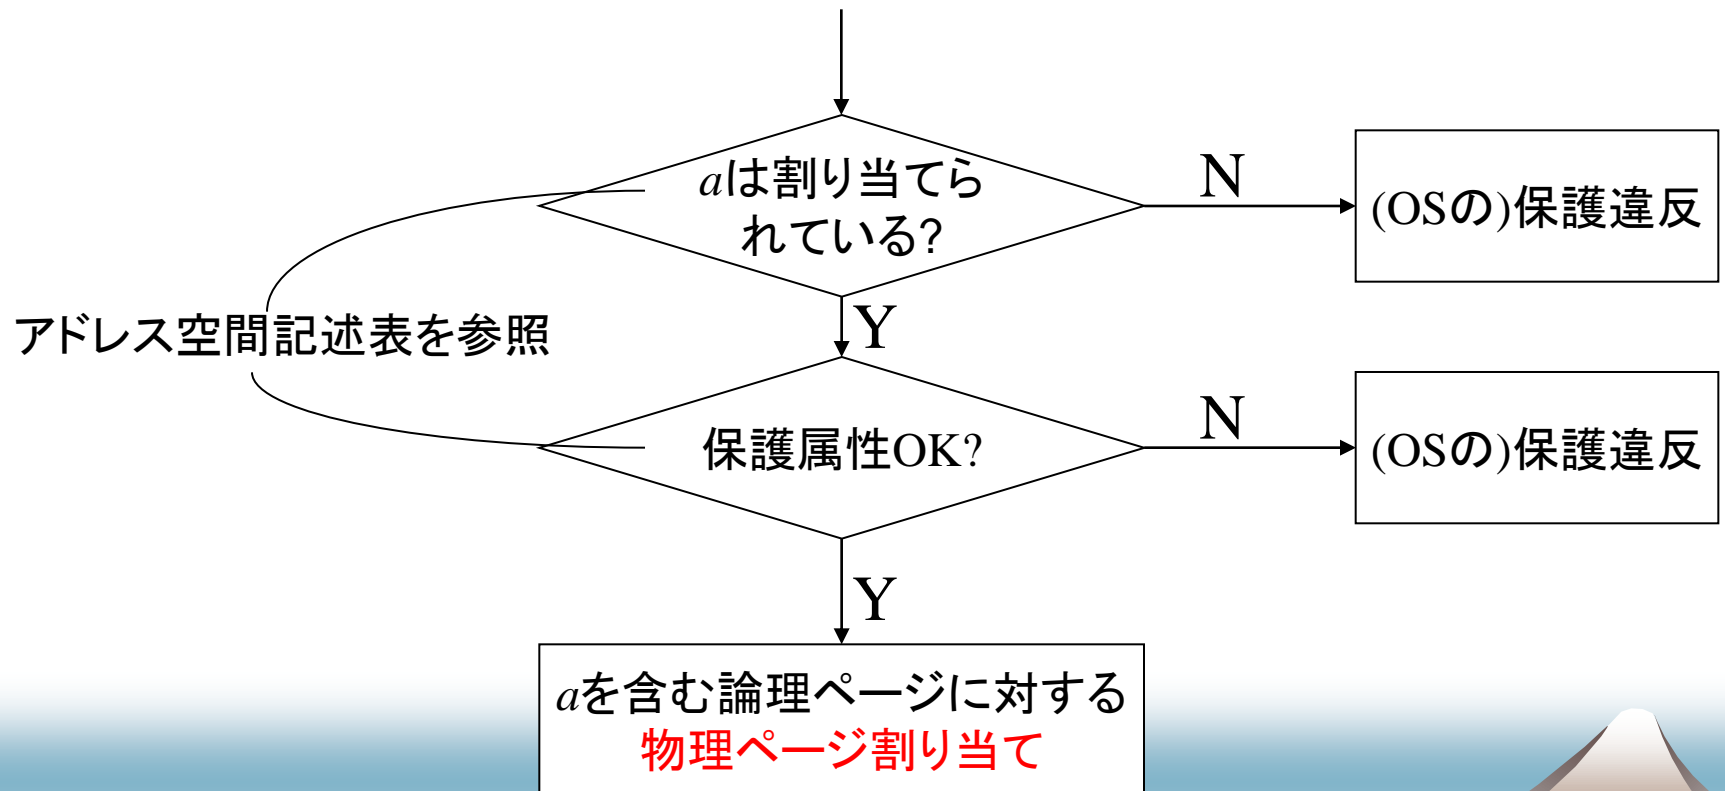 aは割り当てら
れている?
N
(OSの)保護違反
Y
アドレス空間記述表を参照
保護属性OK?
N
(OSの)保護違反
Y
aを含む論理ページに対する
物理ページ割り当て